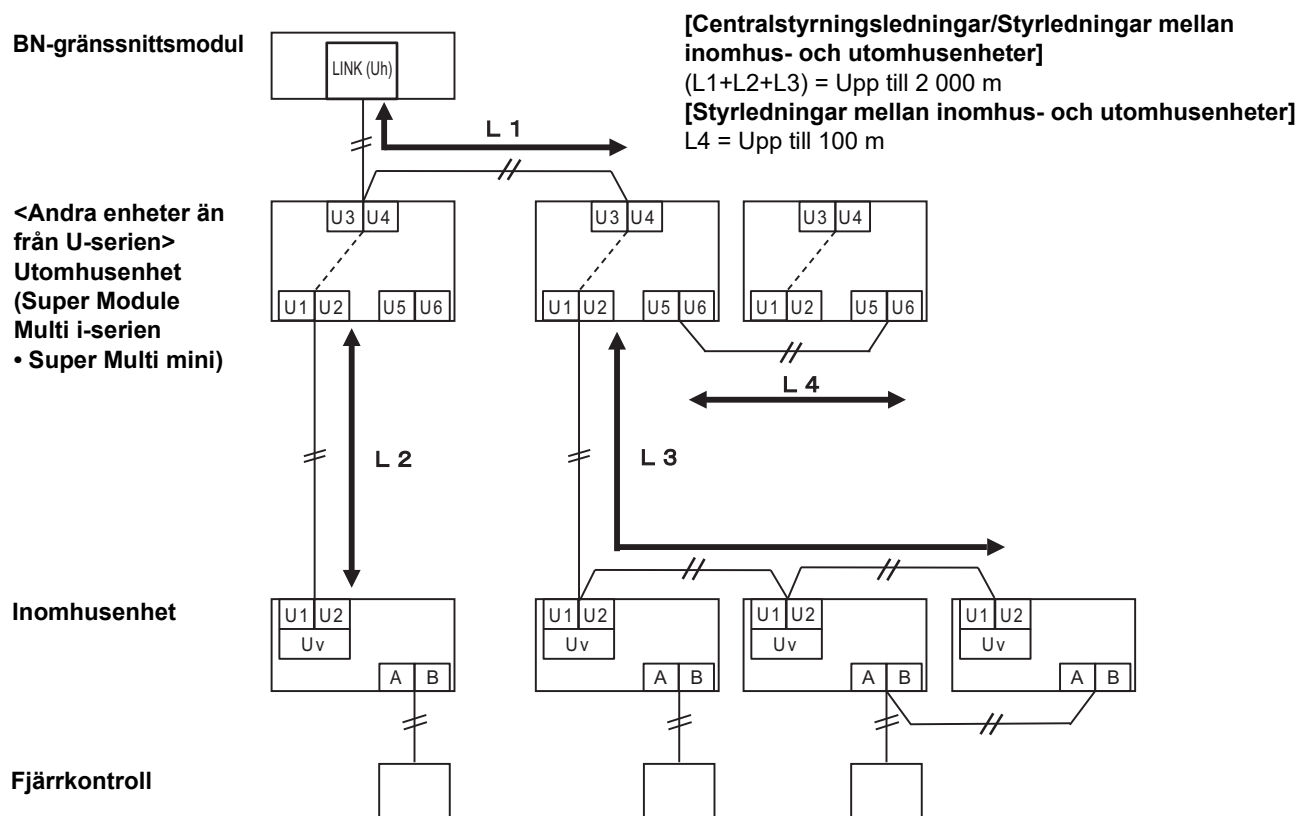 BN-gränssnittsmodul
LINK (Uh)
[Centralstyrningsledningar/Styrledningar mellan
inomhus- och utomhusenheter]
(L1+L2+L3) = Upp till 2 000 m
[Styrledningar mellan inomhus- och utomhusenheter]
L4 = Upp till 100 m
L 1
<Andra enheter än
från U-serien>
Utomhusenhet
(Super Module
Multi i-serien
• Super Multi mini)
U3 U4
U1 U2 U5 U6
U3 U4
U1 U2 U5 U6
U3 U4
U1 U2 U5 U6
L 4
L 2
L 3
Inomhusenhet
U1 U2
Uv
A B
U1 U2
Uv
A B
U1 U2
Uv
A B
U1 U2
Uv
A B
Fjärrkontroll